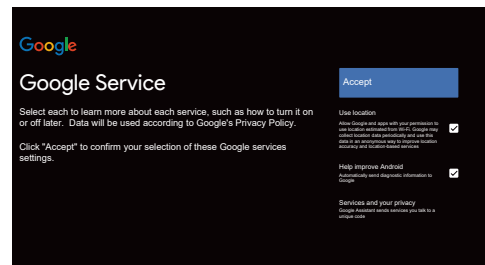 Google
Google Service
Select each to learn more about each service, such as how to turn it on
or off later. Data will be used according to Google's Privacy Policy.
Click "Accept" to confirm your selection of these Google services
settings.
Accept
Use location
Allow Google and apps with your permission to
use location estimated from Wi-Fi. Google may
collect location data periodically and use this
data in an anonymous way to improve location
accuracy and location-based services
Help improve Android
Automatically send diagnostic information to
Google
Services and your privacy
Google Assistant sends services you talk to a
unique code